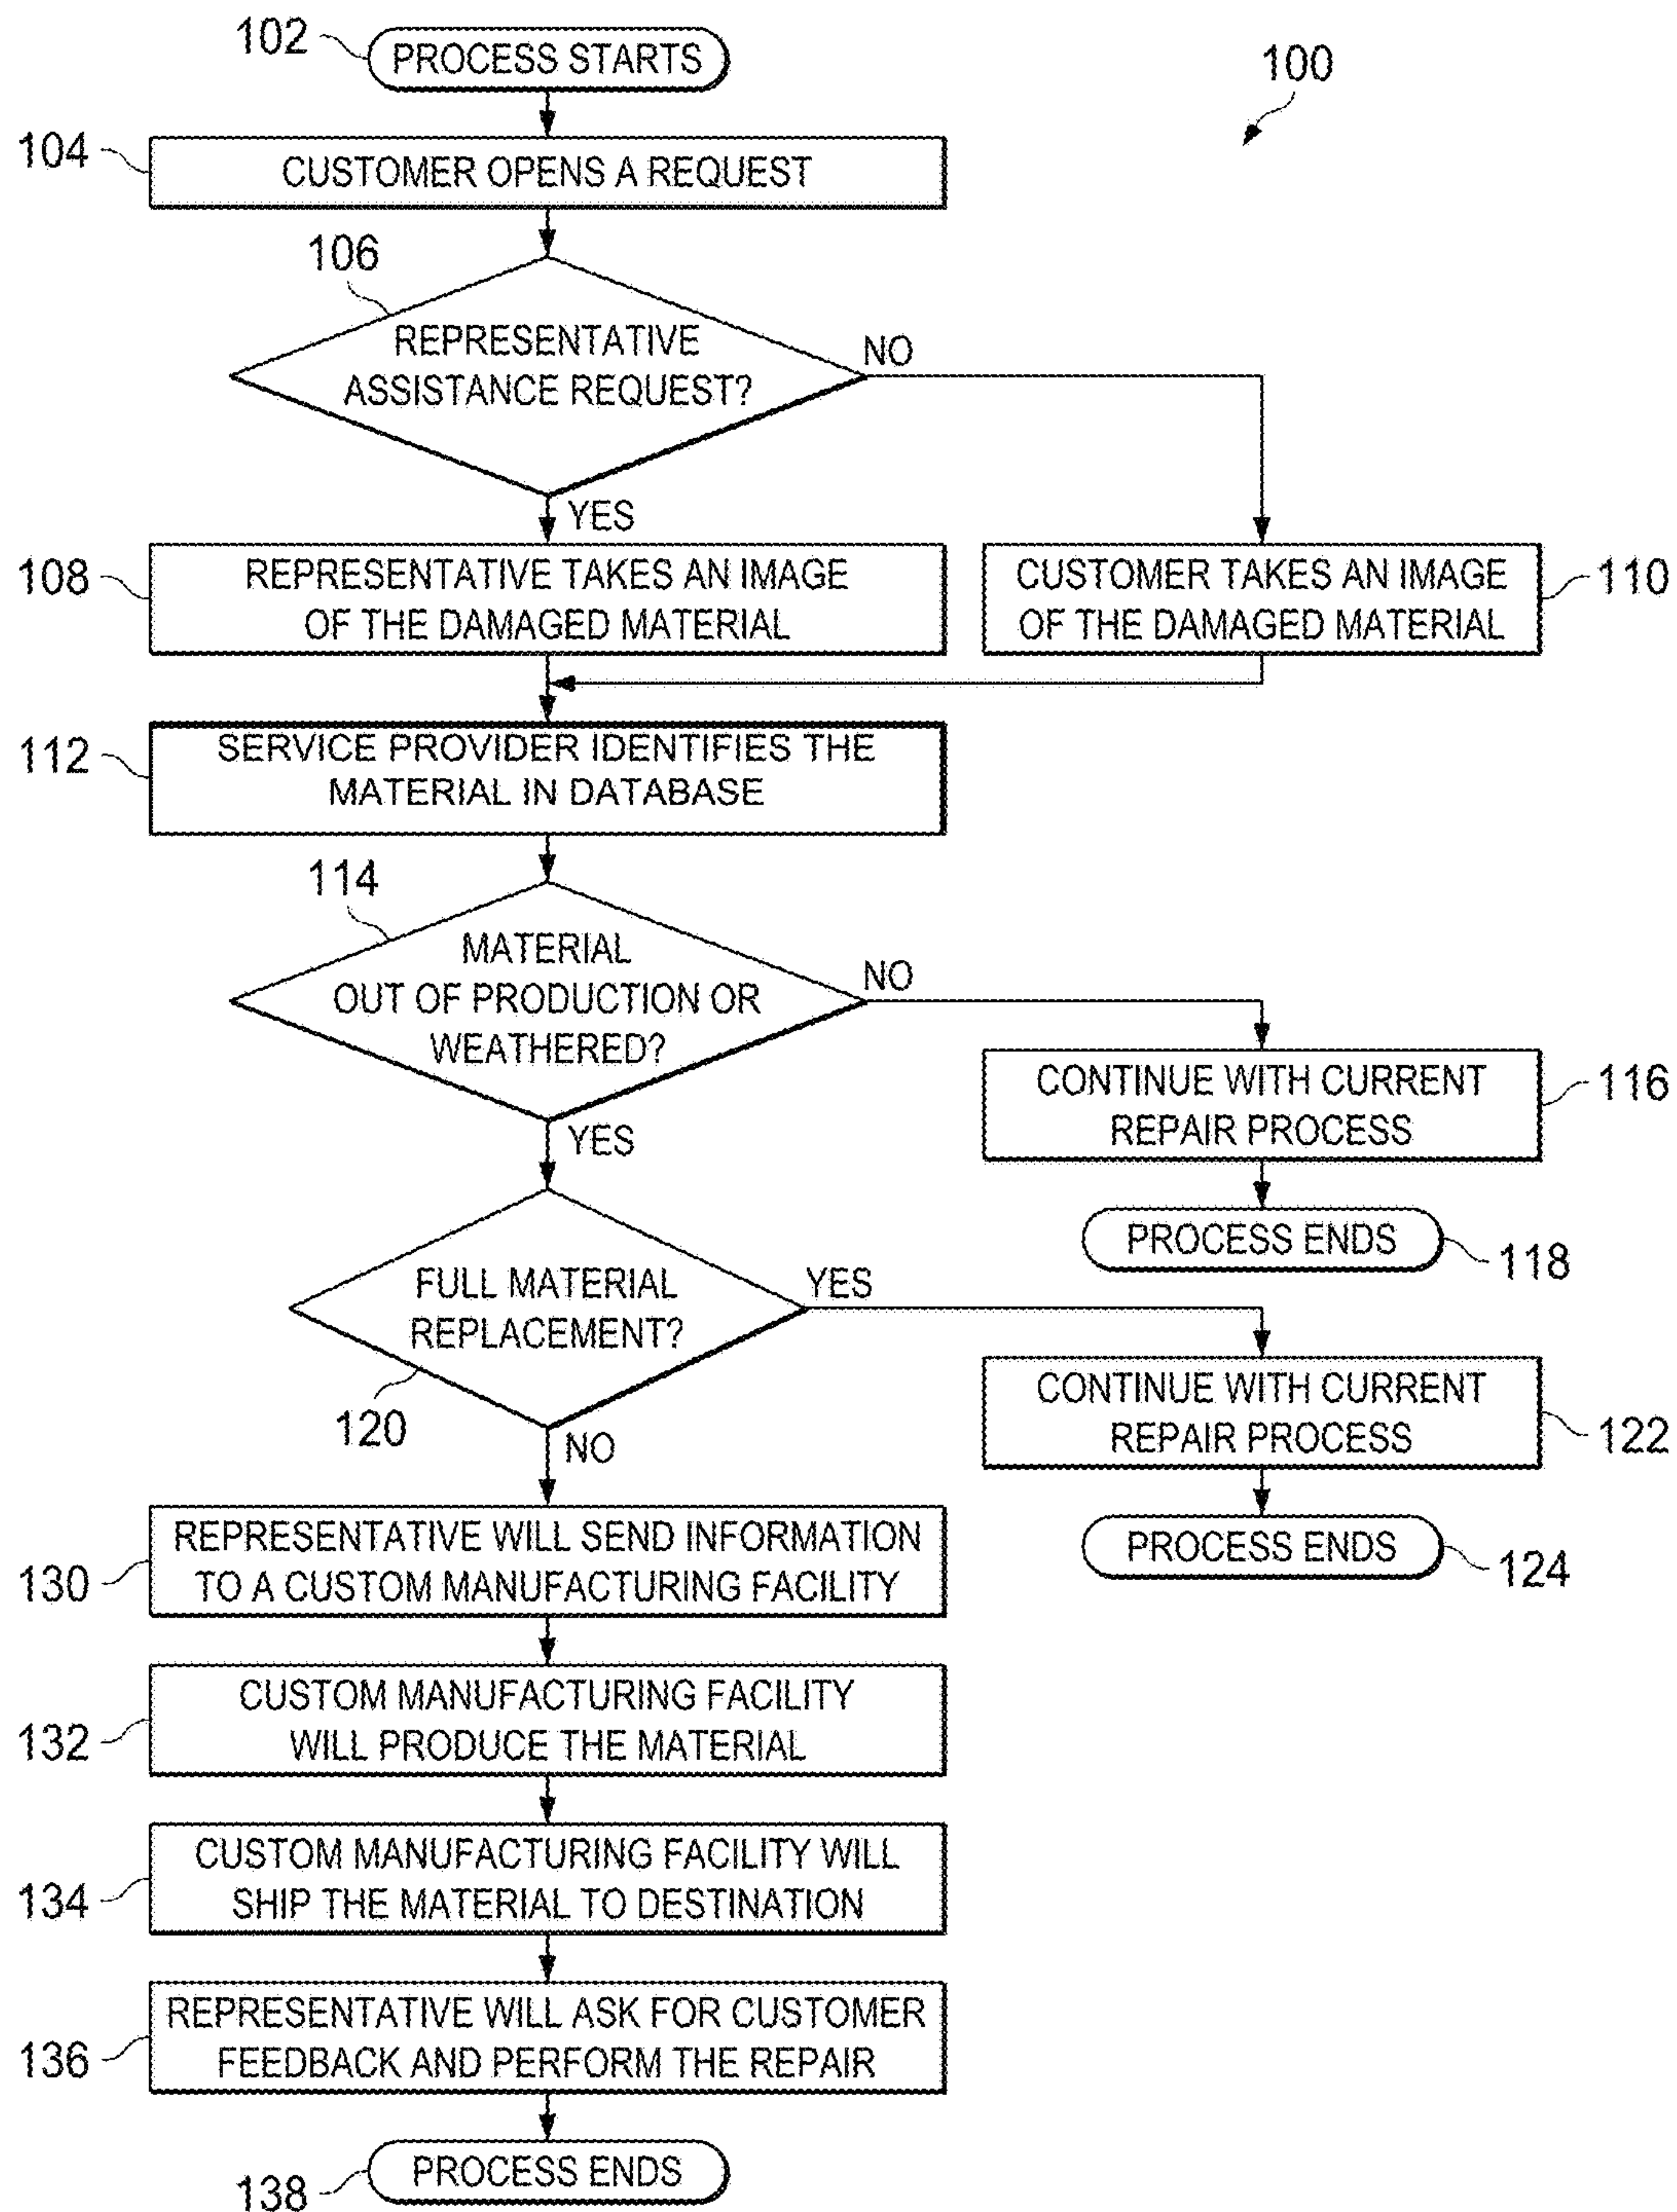 102
PROCESS STARTS
100
104
CUSTOMER OPENS A REQUEST
106
REPRESENTATIVE
ASSISTANCE REQUEST?
NO
YES
108
REPRESENTATIVE TAKES AN IMAGE
OF THE DAMAGED MATERIAL
CUSTOMER TAKES AN IMAGE
OF THE DAMAGED MATERIAL
110
112
SERVICE PROVIDER IDENTIFIES THE
MATERIAL IN DATABASE
114
MATERIAL
OUT OF PRODUCTION OR
WEATHERED?
NO
YES
CONTINUE WITH CURRENT
REPAIR PROCESS
116
PROCESS ENDS
118
FULL MATERIAL
REPLACEMENT?
YES
120
NO
CONTINUE WITH CURRENT
REPAIR PROCESS
122
PROCESS ENDS
124
130
REPRESENTATIVE WILL SEND INFORMATION
TO A CUSTOM MANUFACTURING FACILITY
132
CUSTOM MANUFACTURING FACILITY
WILL PRODUCE THE MATERIAL
134
CUSTOM MANUFACTURING FACILITY WILL
SHIP THE MATERIAL TO DESTINATION
136
REPRESENTATIVE WILL ASK FOR CUSTOMER
FEEDBACK AND PERFORM THE REPAIR
138
PROCESS ENDS